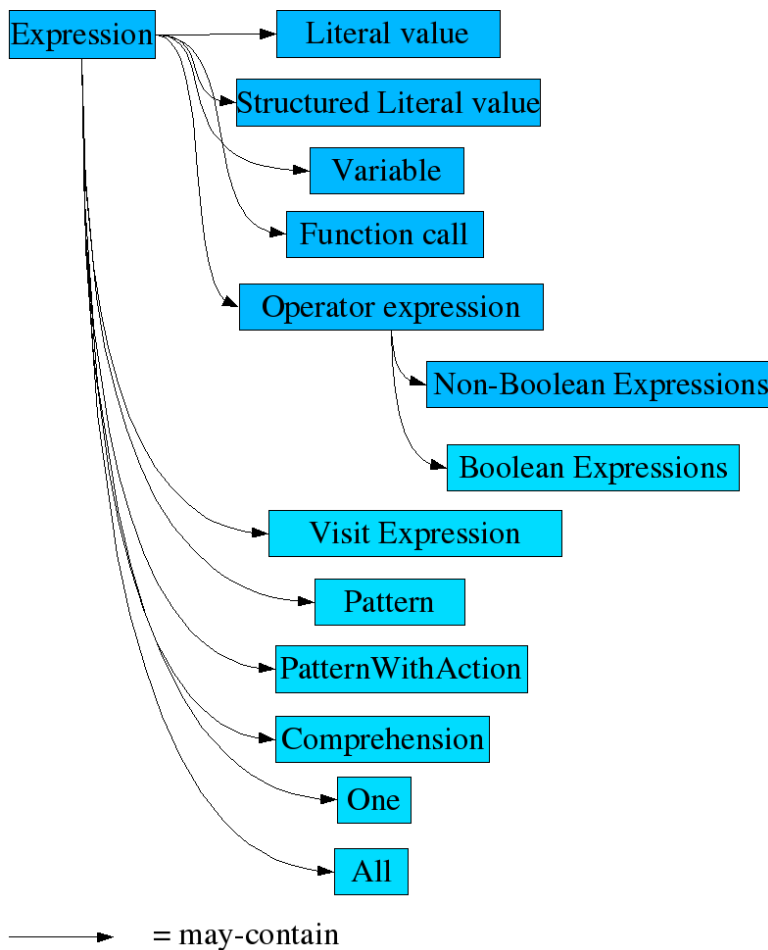 Expression
Literal value
Structured Literal value
Variable
Function call
Operator expression
Non-Boolean Expressions
Boolean Expressions
Visit Expression
Pattern
PatternWithAction
Comprehension
One
All
= may-contain